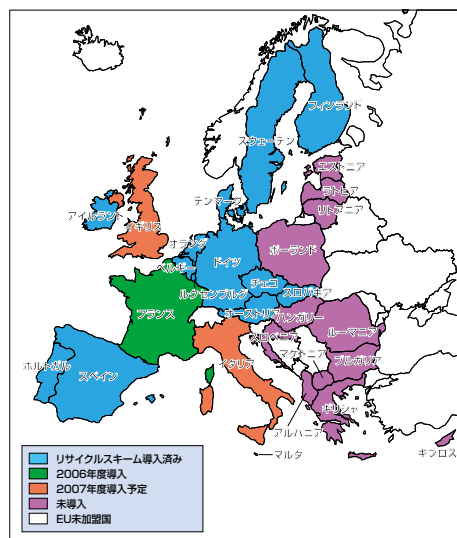 フィンランド
スウェーデン
エストニア
ラトビア
リトアニア
デンマーク
アイルランド
イギリス
オランダ
ポーランド
ドイツ
ベルギー
チェコ
ルクセンブルグ
スロバキア
オーストリア
ハンガリー
フランス
スロベニア
ルーマニア
マケドニア
ブルガリア
イタリア
ポルトガル
スペイン
ギリシャ
アルバニア
マルタ
キプロス
リサイクルスキーム導入済み
2006年度導入
2007年度導入予定
未導入
EU未加盟国